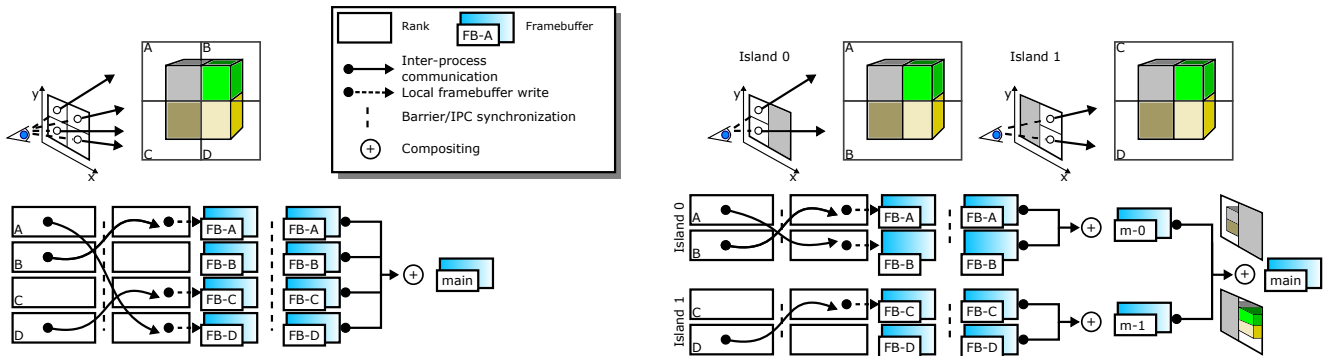 A B
C D
y
x
Rank
FB-A
Framebuffer
Inter-process
communication
Local framebuffer write
Barrier/IPC synchronization
+ Compositing
Island 0
y
x
A
B
Island 1
y
x
C
D
A
B
C
D
FB-A
FB-B
FB-C
FB-D
FB-A
FB-B
FB-C
FB-D
+
main
Island 0
A
B
FB-A
FB-B
FB-A
FB-B
+
m-0
Island 1
C
D
FB-C
FB-D
FB-C
FB-D
+
m-1
+
main